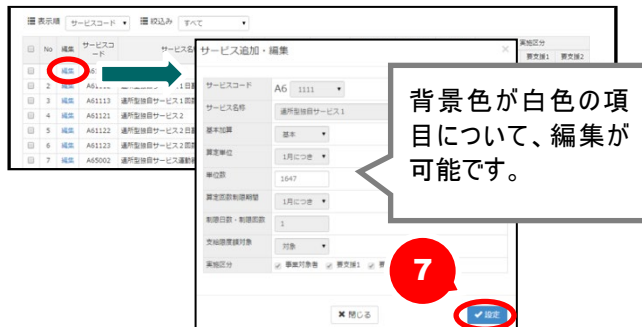 表示順 サービスコード 絞込み すべて
No 編集 サービスコード サービス名 実施区分
要支援1 要支援2
編集 A6
2 編集
3 編集 A61113 通所型独自サービス1回数
4 編集 A61121 通所型独自サービス2
5 編集 A61122 通所型独自サービス2日割
6 編集 A61123 通所型独自サービス2回数
7 編集 A65002 通所型独自サービス運動器
サービス追加・編集 ×
サービスコード A6 1111
サービス名称 通所型独自サービス1
基本加算 基本
算定単位 1月につき
単位数 1647
算定回数制限期間 1月につき
制限日数・制限回数 1
支給限度額対象 対象
実施区分 事業対象者 要支援1 要
閉じる 設定
背景色が白色の項
目について、編集が
可能です。
7